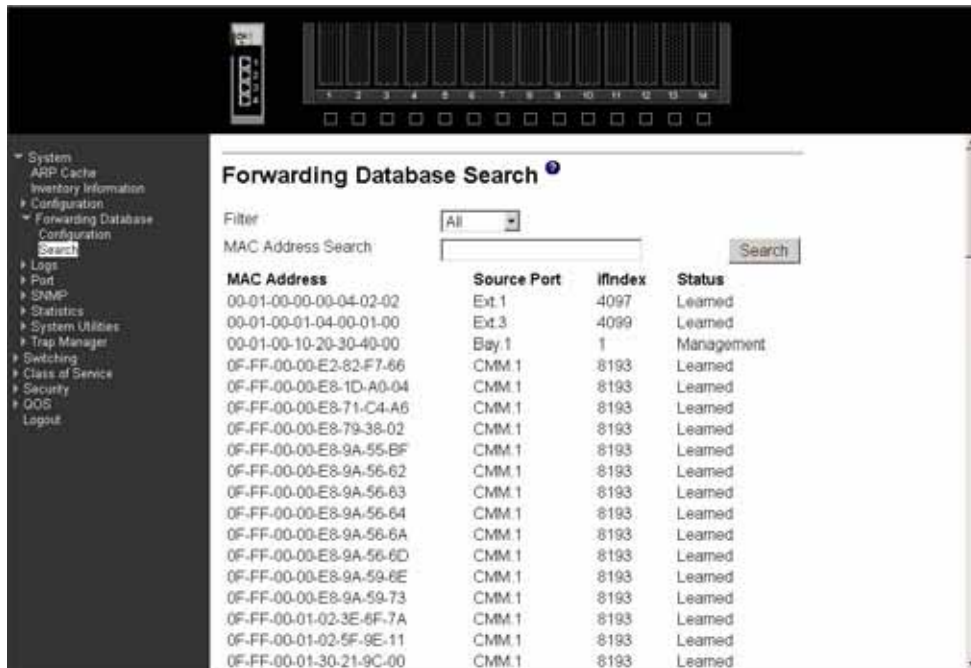 1 2 3 4 5 6 7 8 9 10 11 12 13 14
System
ARP Cache
Inventory Information
Configuration
Forwarding Database
Configuration
Search
Logs
Port
SNMP
Statistics
System Utilities
Trap Manager
Switching
Class of Service
Security
QOS
Logout
Forwarding Database Search
Filter All
MAC Address Search Search
MAC Address Source Port ifIndex Status
00-01-00-00-00-04-02-02 Ext.1 4097 Learned
00-01-00-01-04-00-01-00 Ext.3 4099 Learned
00-01-00-10-20-30-40-00 Bay.1 1 Management
0F-FF-00-00-E2-82-F7-66 CMM.1 8193 Learned
0F-FF-00-00-E8-1D-A0-04 CMM.1 8193 Learned
0F-FF-00-00-E8-71-C4-A6 CMM.1 8193 Learned
0F-FF-00-00-E8-79-38-02 CMM.1 8193 Learned
0F-FF-00-00-E8-9A-55-BF CMM.1 8193 Learned
0F-FF-00-00-E8-9A-56-62 CMM.1 8193 Learned
0F-FF-00-00-E8-9A-56-63 CMM.1 8193 Learned
0F-FF-00-00-E8-9A-56-64 CMM.1 8193 Learned
0F-FF-00-00-E8-9A-56-6A CMM.1 8193 Learned
0F-FF-00-00-E8-9A-56-6D CMM.1 8193 Learned
0F-FF-00-00-E8-9A-59-6E CMM.1 8193 Learned
0F-FF-00-00-E8-9A-59-73 CMM.1 8193 Learned
0F-FF-00-01-02-3E-6F-7A CMM.1 8193 Learned
0F-FF-00-01-02-5F-9E-11 CMM.1 8193 Learned
0F-FF-00-01-30-21-9C-00 CMM.1 8193 Learned